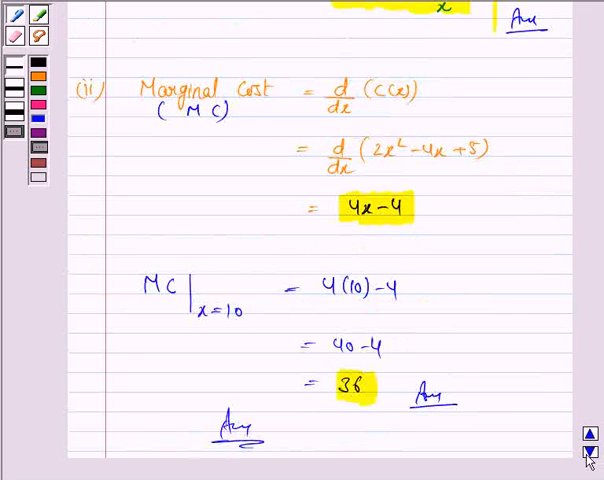 x
Ans
(ii) Marginal Cost = d/dx (C(x))
(MC)
= d/dx (2x² - 4x + 5)
= 4x - 4
MC | x=10 = 4(10) - 4
= 40 - 4
= 36 Ans
Ans